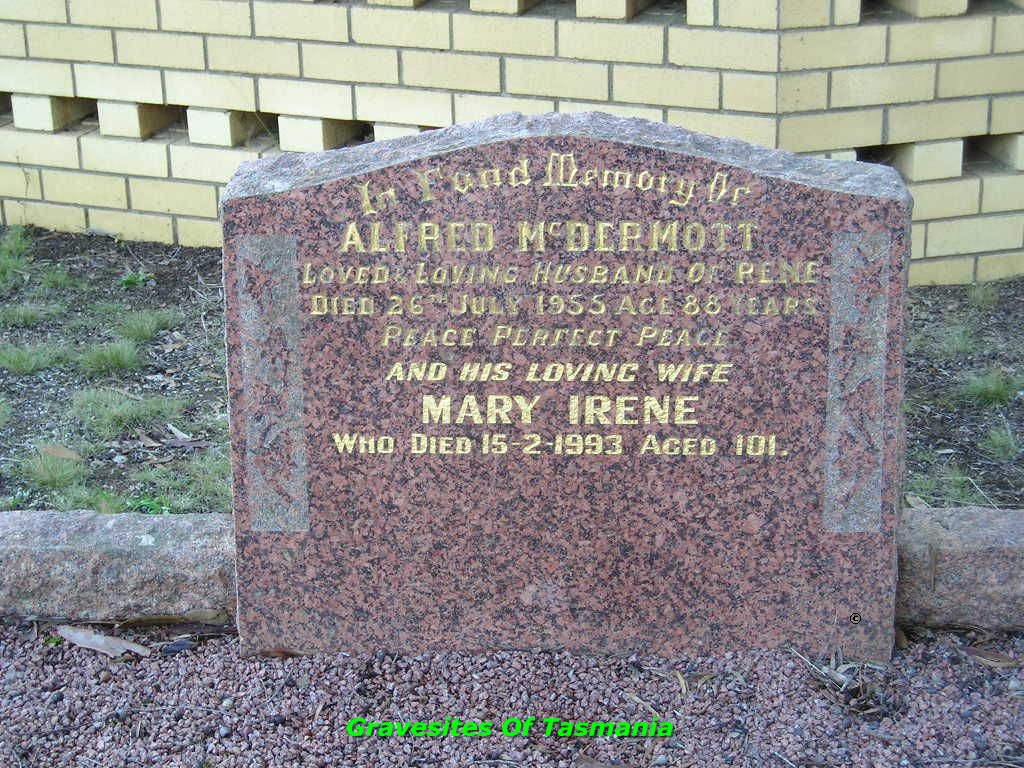 In Fond Memory Of
ALFRED McDERMOTT
LOVED & LOVING HUSBAND OF RENE
DIED 26TH JULY 1955 AGE 88 YEARS
PEACE PERFECT PEACE
AND HIS LOVING WIFE
MARY IRENE
WHO DIED 15-2-1993 AGED 101.
©
Gravesites Of Tasmania